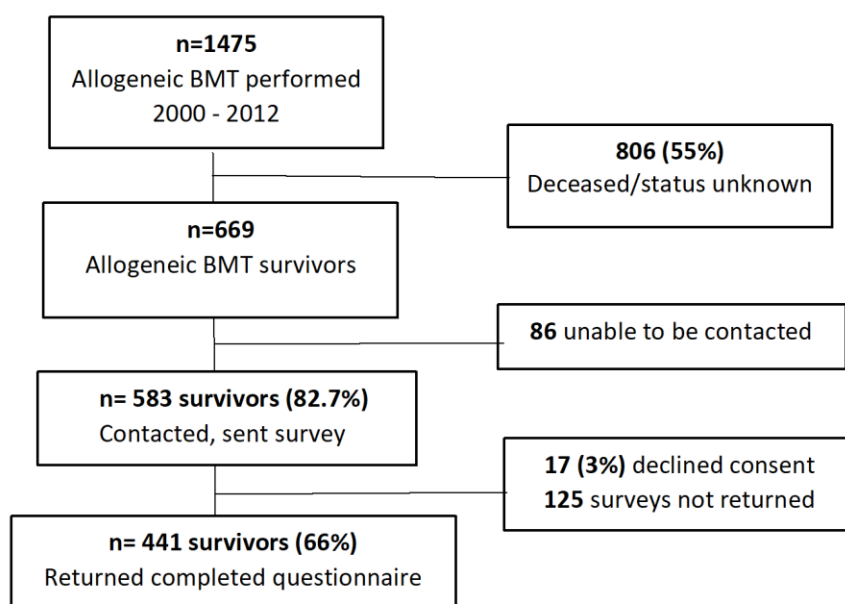 n=1475
Allogeneic BMT performed
2000 - 2012
806 (55%)
Deceased/status unknown
n=669
Allogeneic BMT survivors
86 unable to be contacted
n= 583 survivors (82.7%)
Contacted, sent survey
17 (3%) declined consent
125 surveys not returned
n= 441 survivors (66%)
Returned completed questionnaire